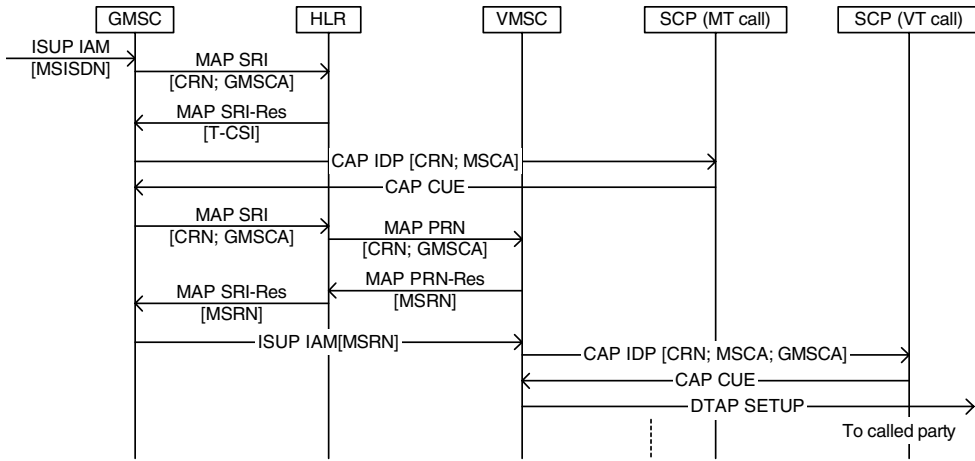 GMSC HLR VMSC SCP (MT call) SCP (VT call)
ISUP IAM
[MSISDN]
MAP SRI
[CRN; GMSCA]
MAP SRI-Res
[T-CSI]
CAP IDP [CRN; MSCA]
CAP CUE
MAP SRI
[CRN; GMSCA]
MAP PRN
[CRN; GMSCA]
MAP PRN-Res
[MSRN]
MAP SRI-Res
[MSRN]
ISUP IAM[MSRN]
CAP IDP [CRN; MSCA; GMSCA]
CAP CUE
DTAP SETUP
To called party